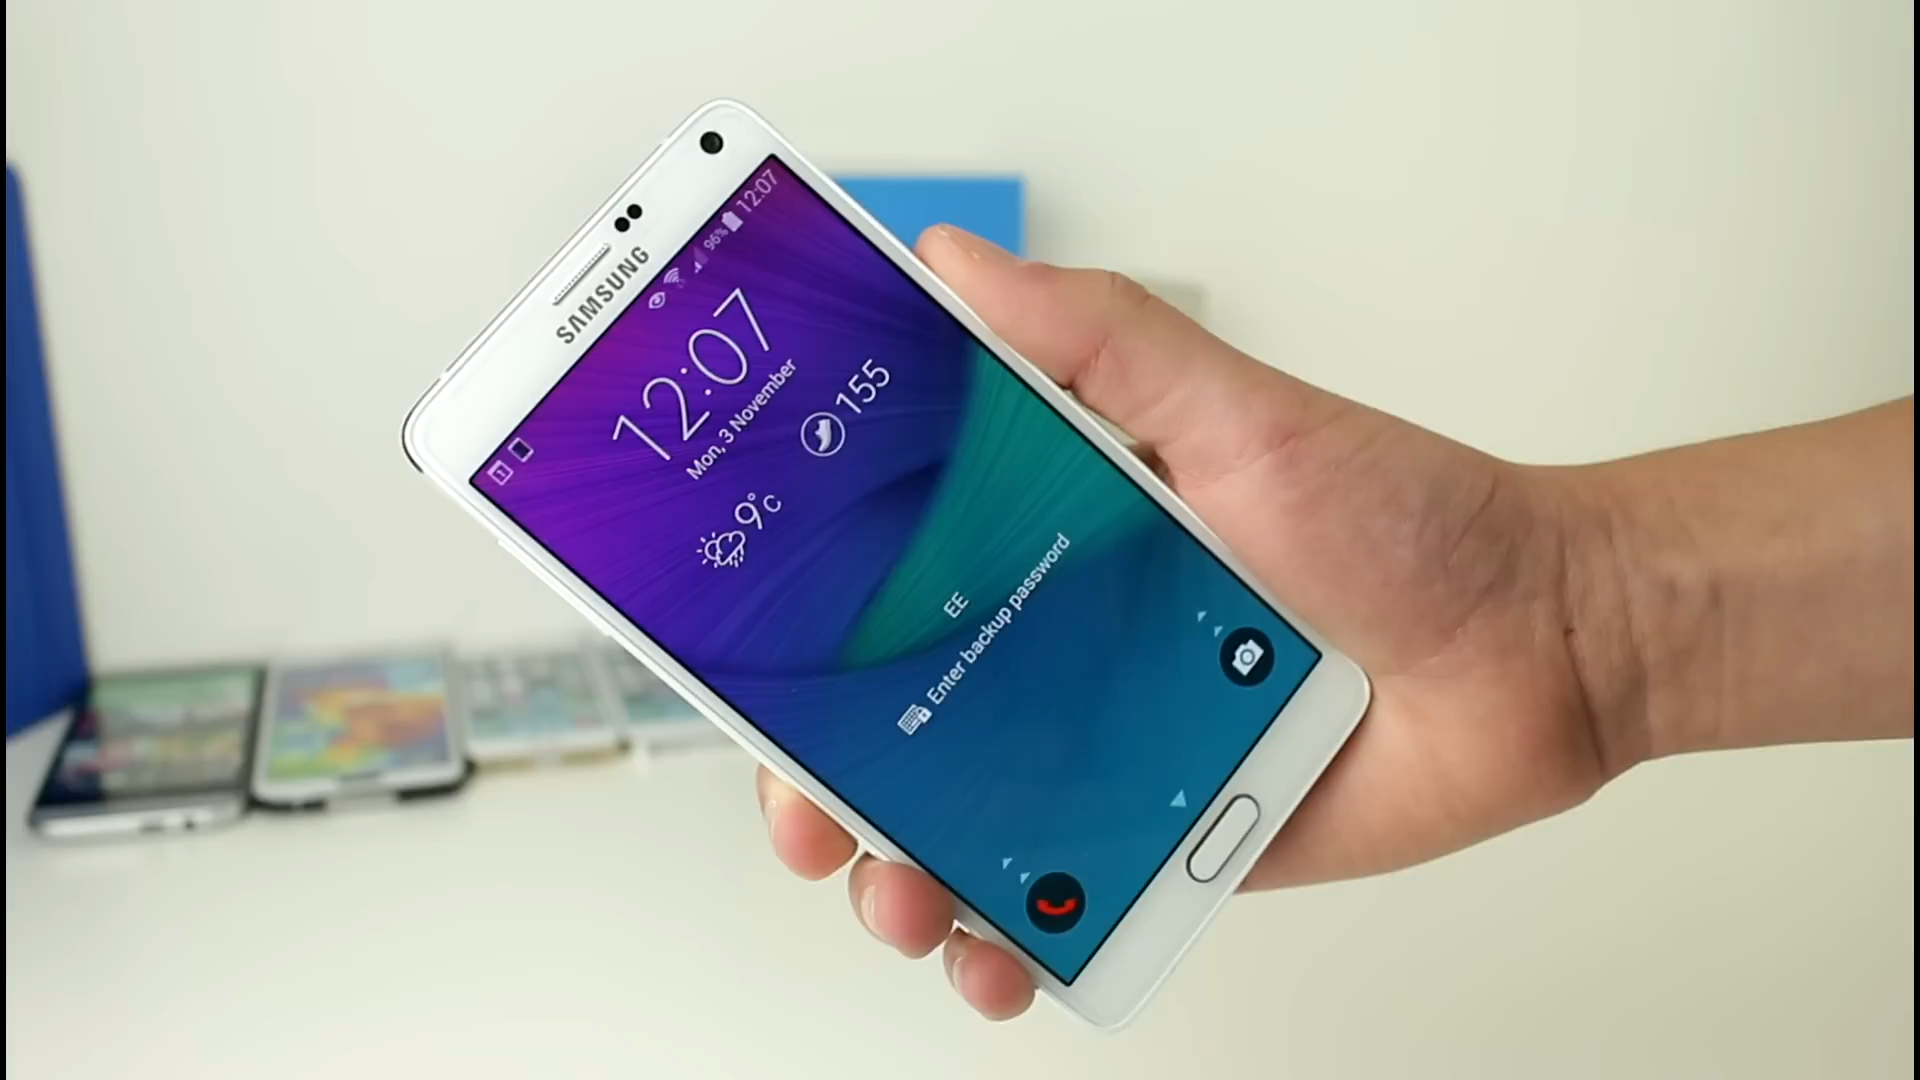 SAMSUNG
96% 12:07
12:07
Mon, 3 November
155
9°C
EE
Enter backup password